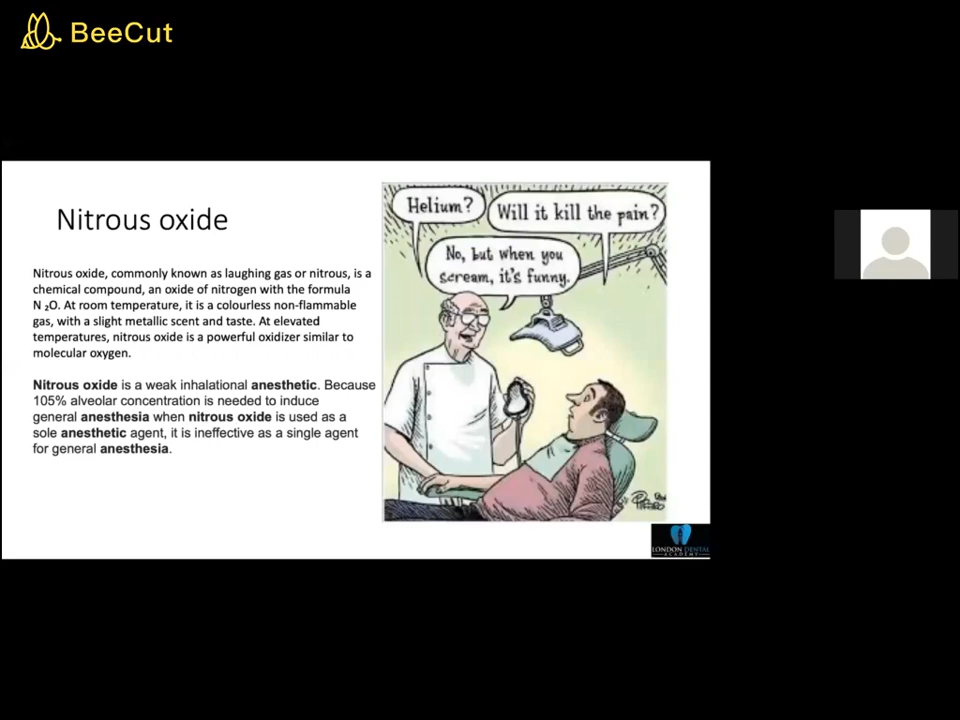 BeeCut
Nitrous oxide
Nitrous oxide, commonly known as laughing gas or nitrous, is a
chemical compound, an oxide of nitrogen with the formula
N ₂O. At room temperature, it is a colourless non-flammable
gas, with a slight metallic scent and taste. At elevated
temperatures, nitrous oxide is a powerful oxidizer similar to
molecular oxygen.
Nitrous oxide is a weak inhalational anesthetic. Because
105% alveolar concentration is needed to induce
general anesthesia when nitrous oxide is used as a
sole anesthetic agent, it is ineffective as a single agent
for general anesthesia.
Helium?
Will it kill the pain?
No, but when you
scream, it's funny.
LONDON DENTAL
ACADEMY